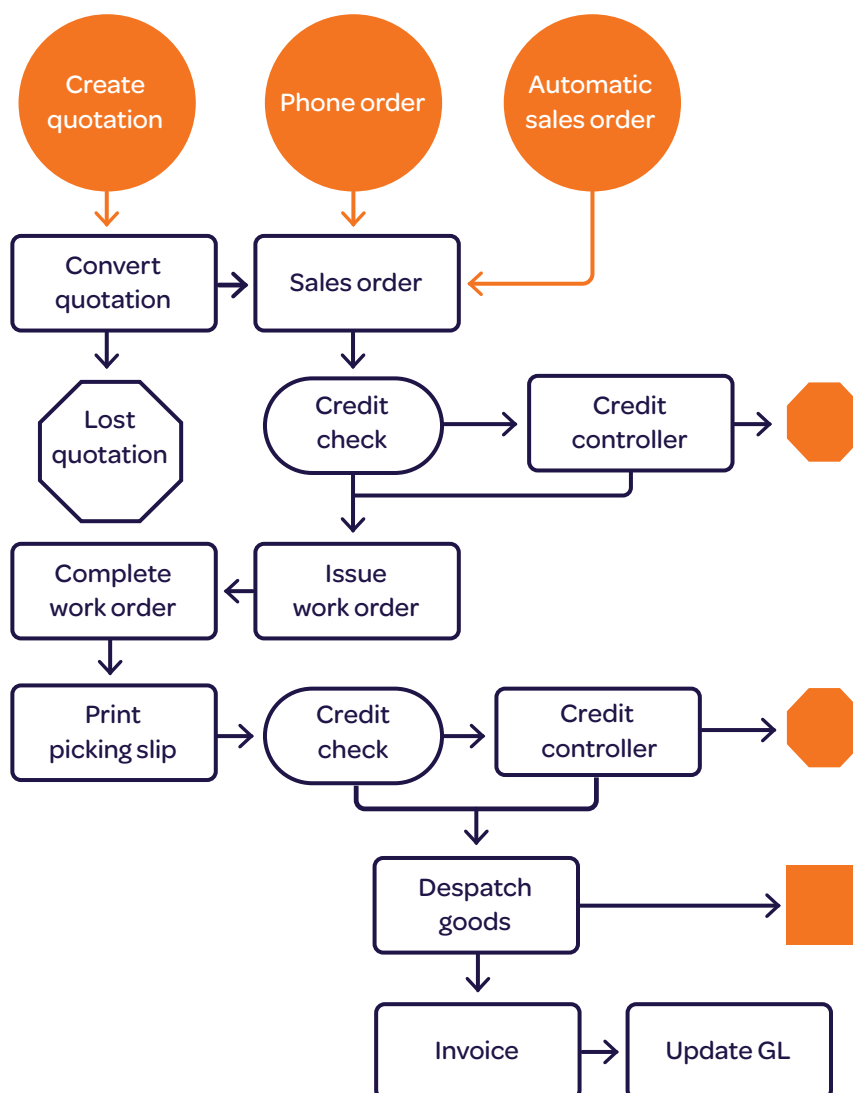 Create
quotation
Phone order
Automatic
sales order
Convert
quotation
Sales order
Lost
quotation
Credit
check
Credit
controller
Complete
work order
Issue
work order
Print
picking slip
Credit
check
Credit
controller
Despatch
goods
Invoice
Update GL